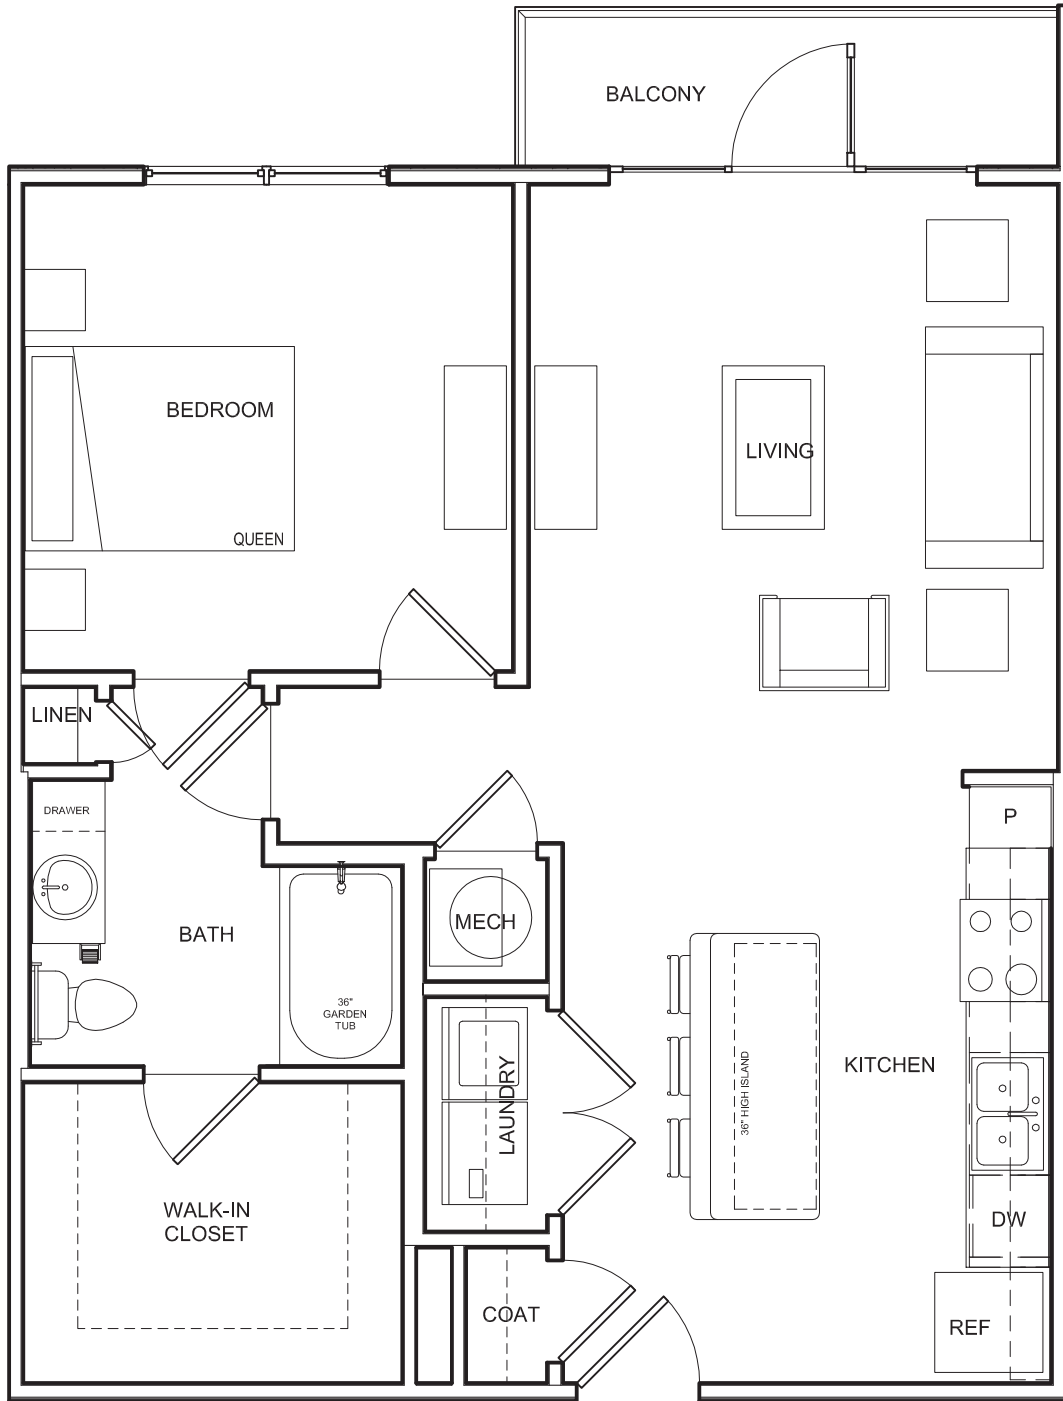 BALCONY
BEDROOM
QUEEN
LIVING
LINEN
DRAWER
P
BATH
MECH
36"
GARDEN
TUB
LAUNDRY
36" HIGH ISLAND
KITCHEN
WALK-IN
CLOSET
DW
COAT
REF